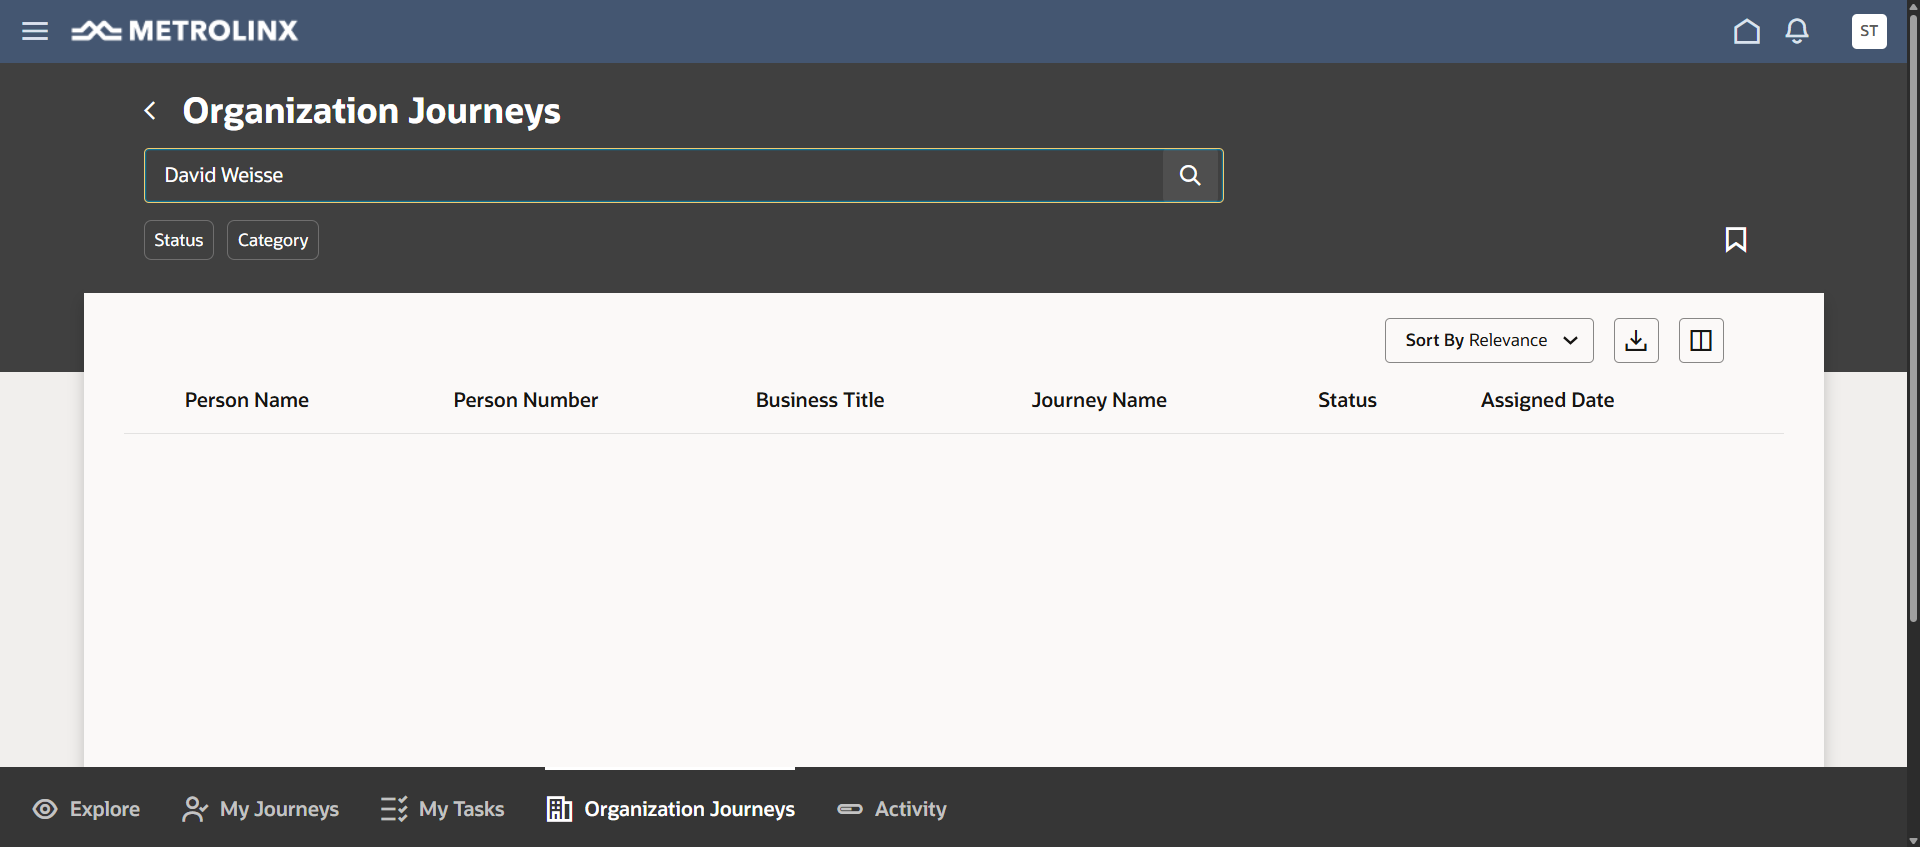 METROLINX
ST
Organization Journeys
David Weisse
Status Category
Sort By Relevance
Person Name Person Number Business Title Journey Name Status Assigned Date
Explore My Journeys My Tasks Organization Journeys Activity